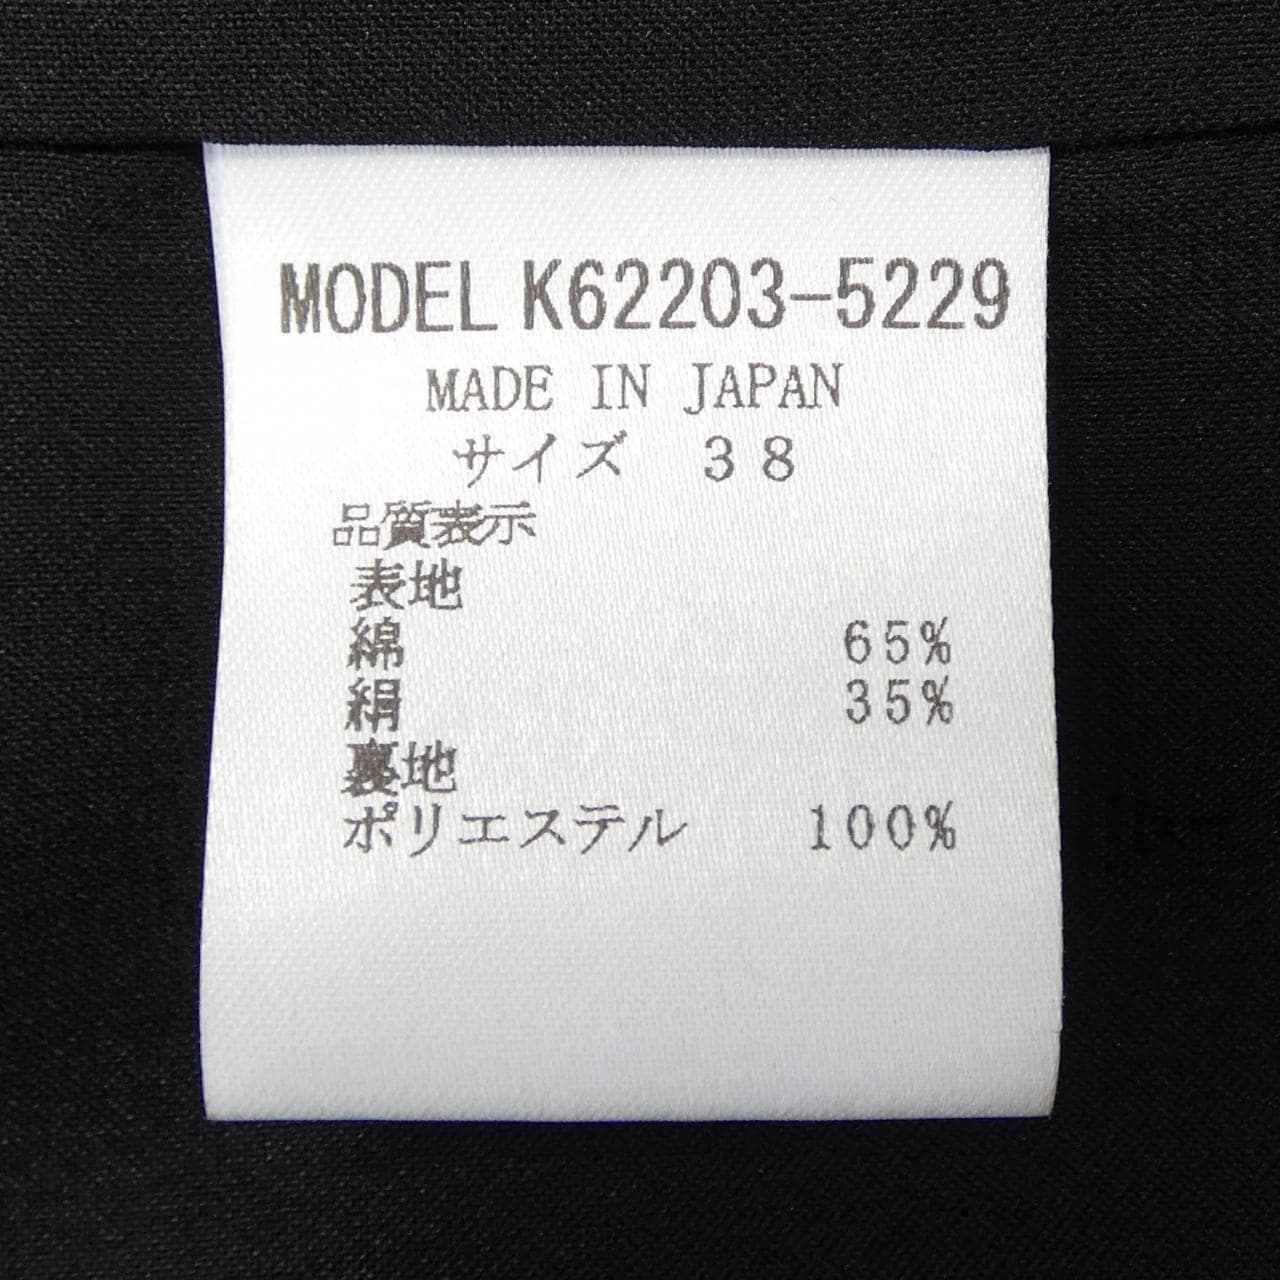 MODEL K62203-5229
MADE IN JAPAN
サイズ 38
品質表示
表地
綿 65%
絹 35%
裏地
ポリエステル 100%